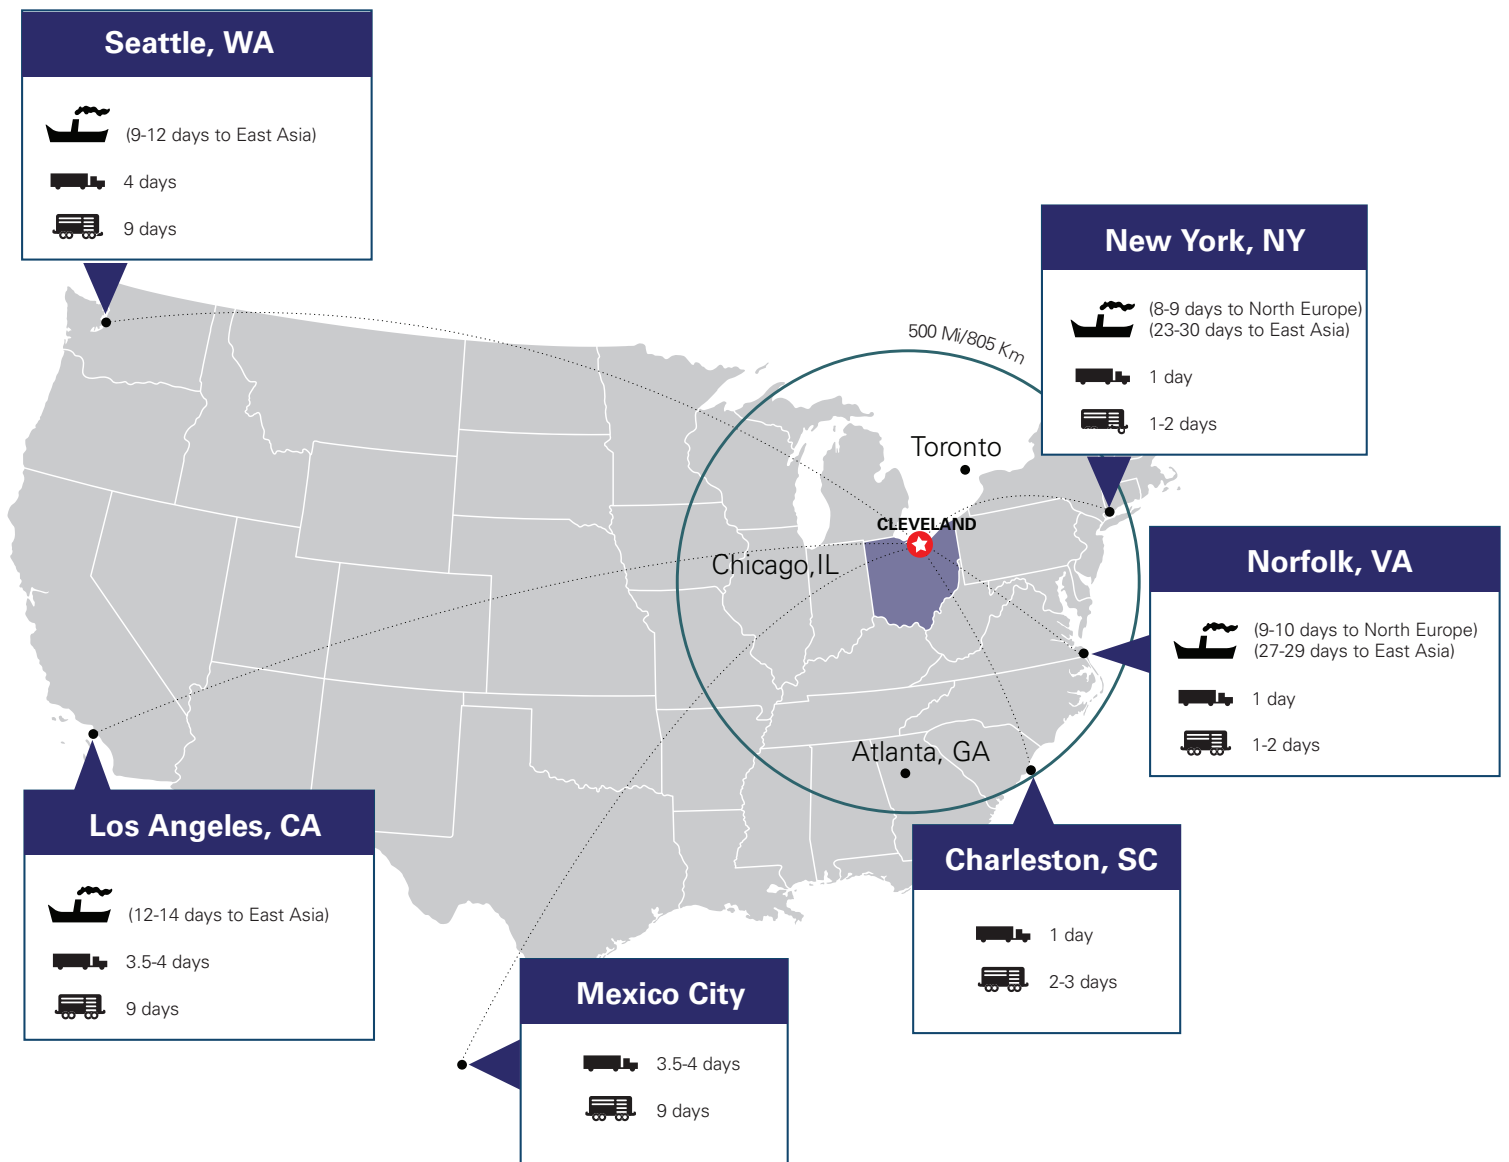 Seattle, WA
(9-12 days to East Asia)
4 days
9 days
New York, NY
(8-9 days to North Europe)
(23-30 days to East Asia)
1 day
1-2 days
500 Mi/805 Km
Toronto
CLEVELAND
Chicago,IL
Norfolk, VA
(9-10 days to North Europe)
(27-29 days to East Asia)
1 day
1-2 days
Atlanta, GA
Los Angeles, CA
(12-14 days to East Asia)
3.5-4 days
9 days
Charleston, SC
1 day
2-3 days
Mexico City
3.5-4 days
9 days